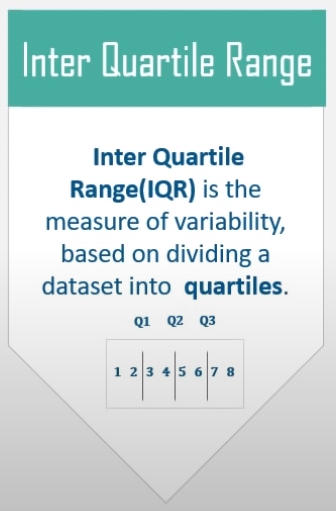 Inter Quartile Range
Inter Quartile
Range(IQR) is the
measure of variability,
based on dividing a
dataset into quartiles.
Q1 Q2 Q3
1 2 3 4 5 6 7 8